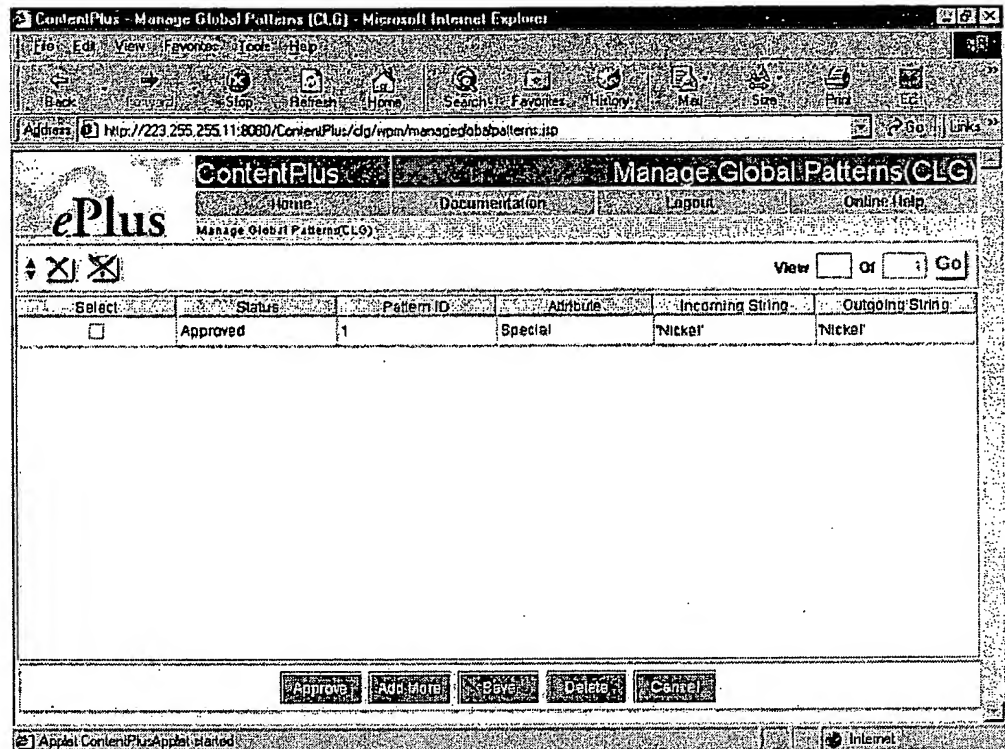 ContentPlus - Manage Global Patterns (CLG) - Microsoft Internet Explorer
File Edit View Favorites Tools Help
Back Forward Stop Refresh Home Search Favorites History Mail Size Print Edit
Address http://223.255.255.11:8080/ContentPlus/clg/wpm/manageglobalpatterns.jsp Go Links
ePlus
ContentPlus Manage Global Patterns(CLG)
Home Documentation Logout Online Help
Manage Global Patterns(CLG)
View Of 1 Go
Select Status Pattern ID Attribute Incoming String Outgoing String
Approved 1 Special 'Nickel' 'Nickel'
Approve Add More Save Delete Cancel
Applet ContentPlusApplet started Internet